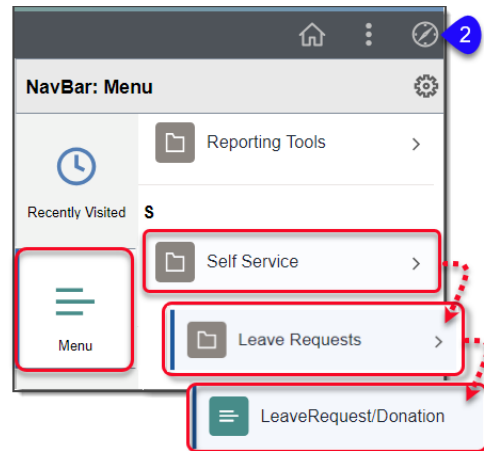 2
NavBar: Menu
Reporting Tools
Recently Visited
S
Self Service
Menu
Leave Requests
LeaveRequest/Donation